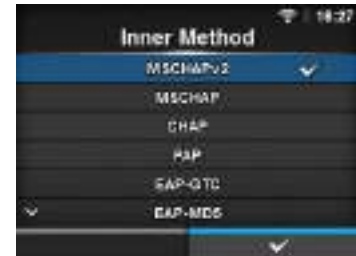 18:27
Inner Method
MSCHAPv2
MSCHAP
CHAP
PAP
EAP-GTC
EAP-MD5